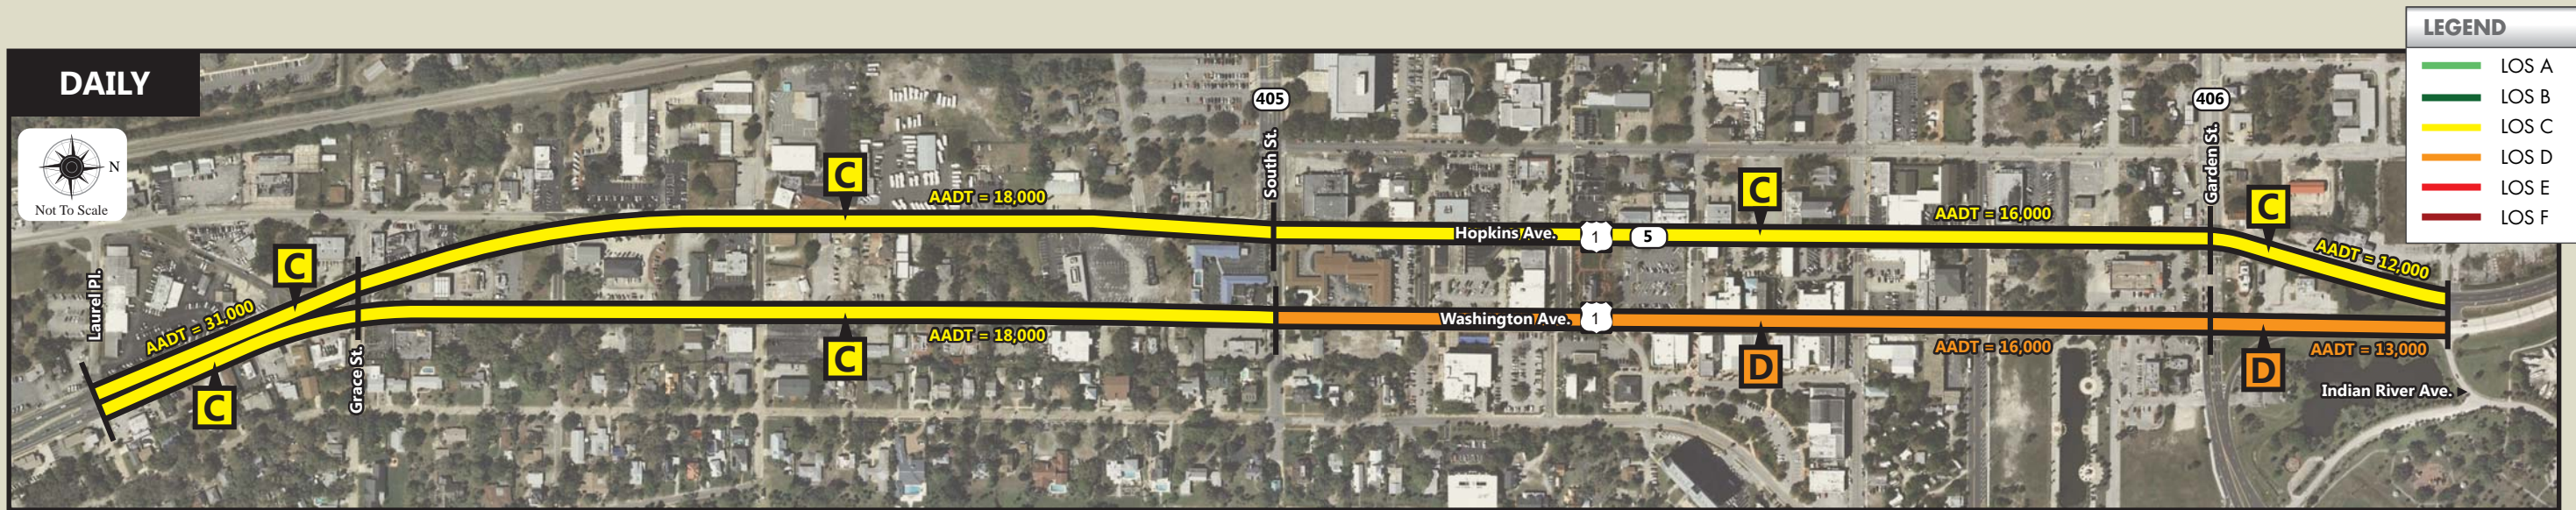 LEGEND
LOS A
LOS B
LOS C
LOS D
LOS E
LOS F
DAILY
N
Not To Scale
405
406
South St.
Garden St.
C
AADT = 18,000
C
AADT = 16,000
C
AADT = 12,000
Hopkins Ave.
1
5
C
Laurel Pl.
AADT = 31,000
Grace St.
C
C
AADT = 18,000
Washington Ave.
1
D
AADT = 16,000
D
AADT = 13,000
Indian River Ave.